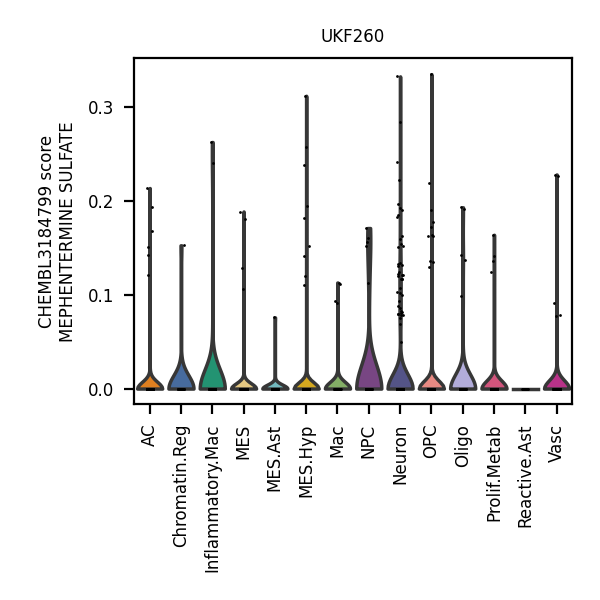 UKF260
CHEMBL3184799 score
MEPHENTERMINE SULFATE
0.3
0.2
0.1
0.0
AC
Chromatin.Reg
Inflammatory.Mac
MES
MES.Ast
MES.Hyp
Mac
NPC
Neuron
OPC
Oligo
Prolif.Metab
Reactive.Ast
Vasc